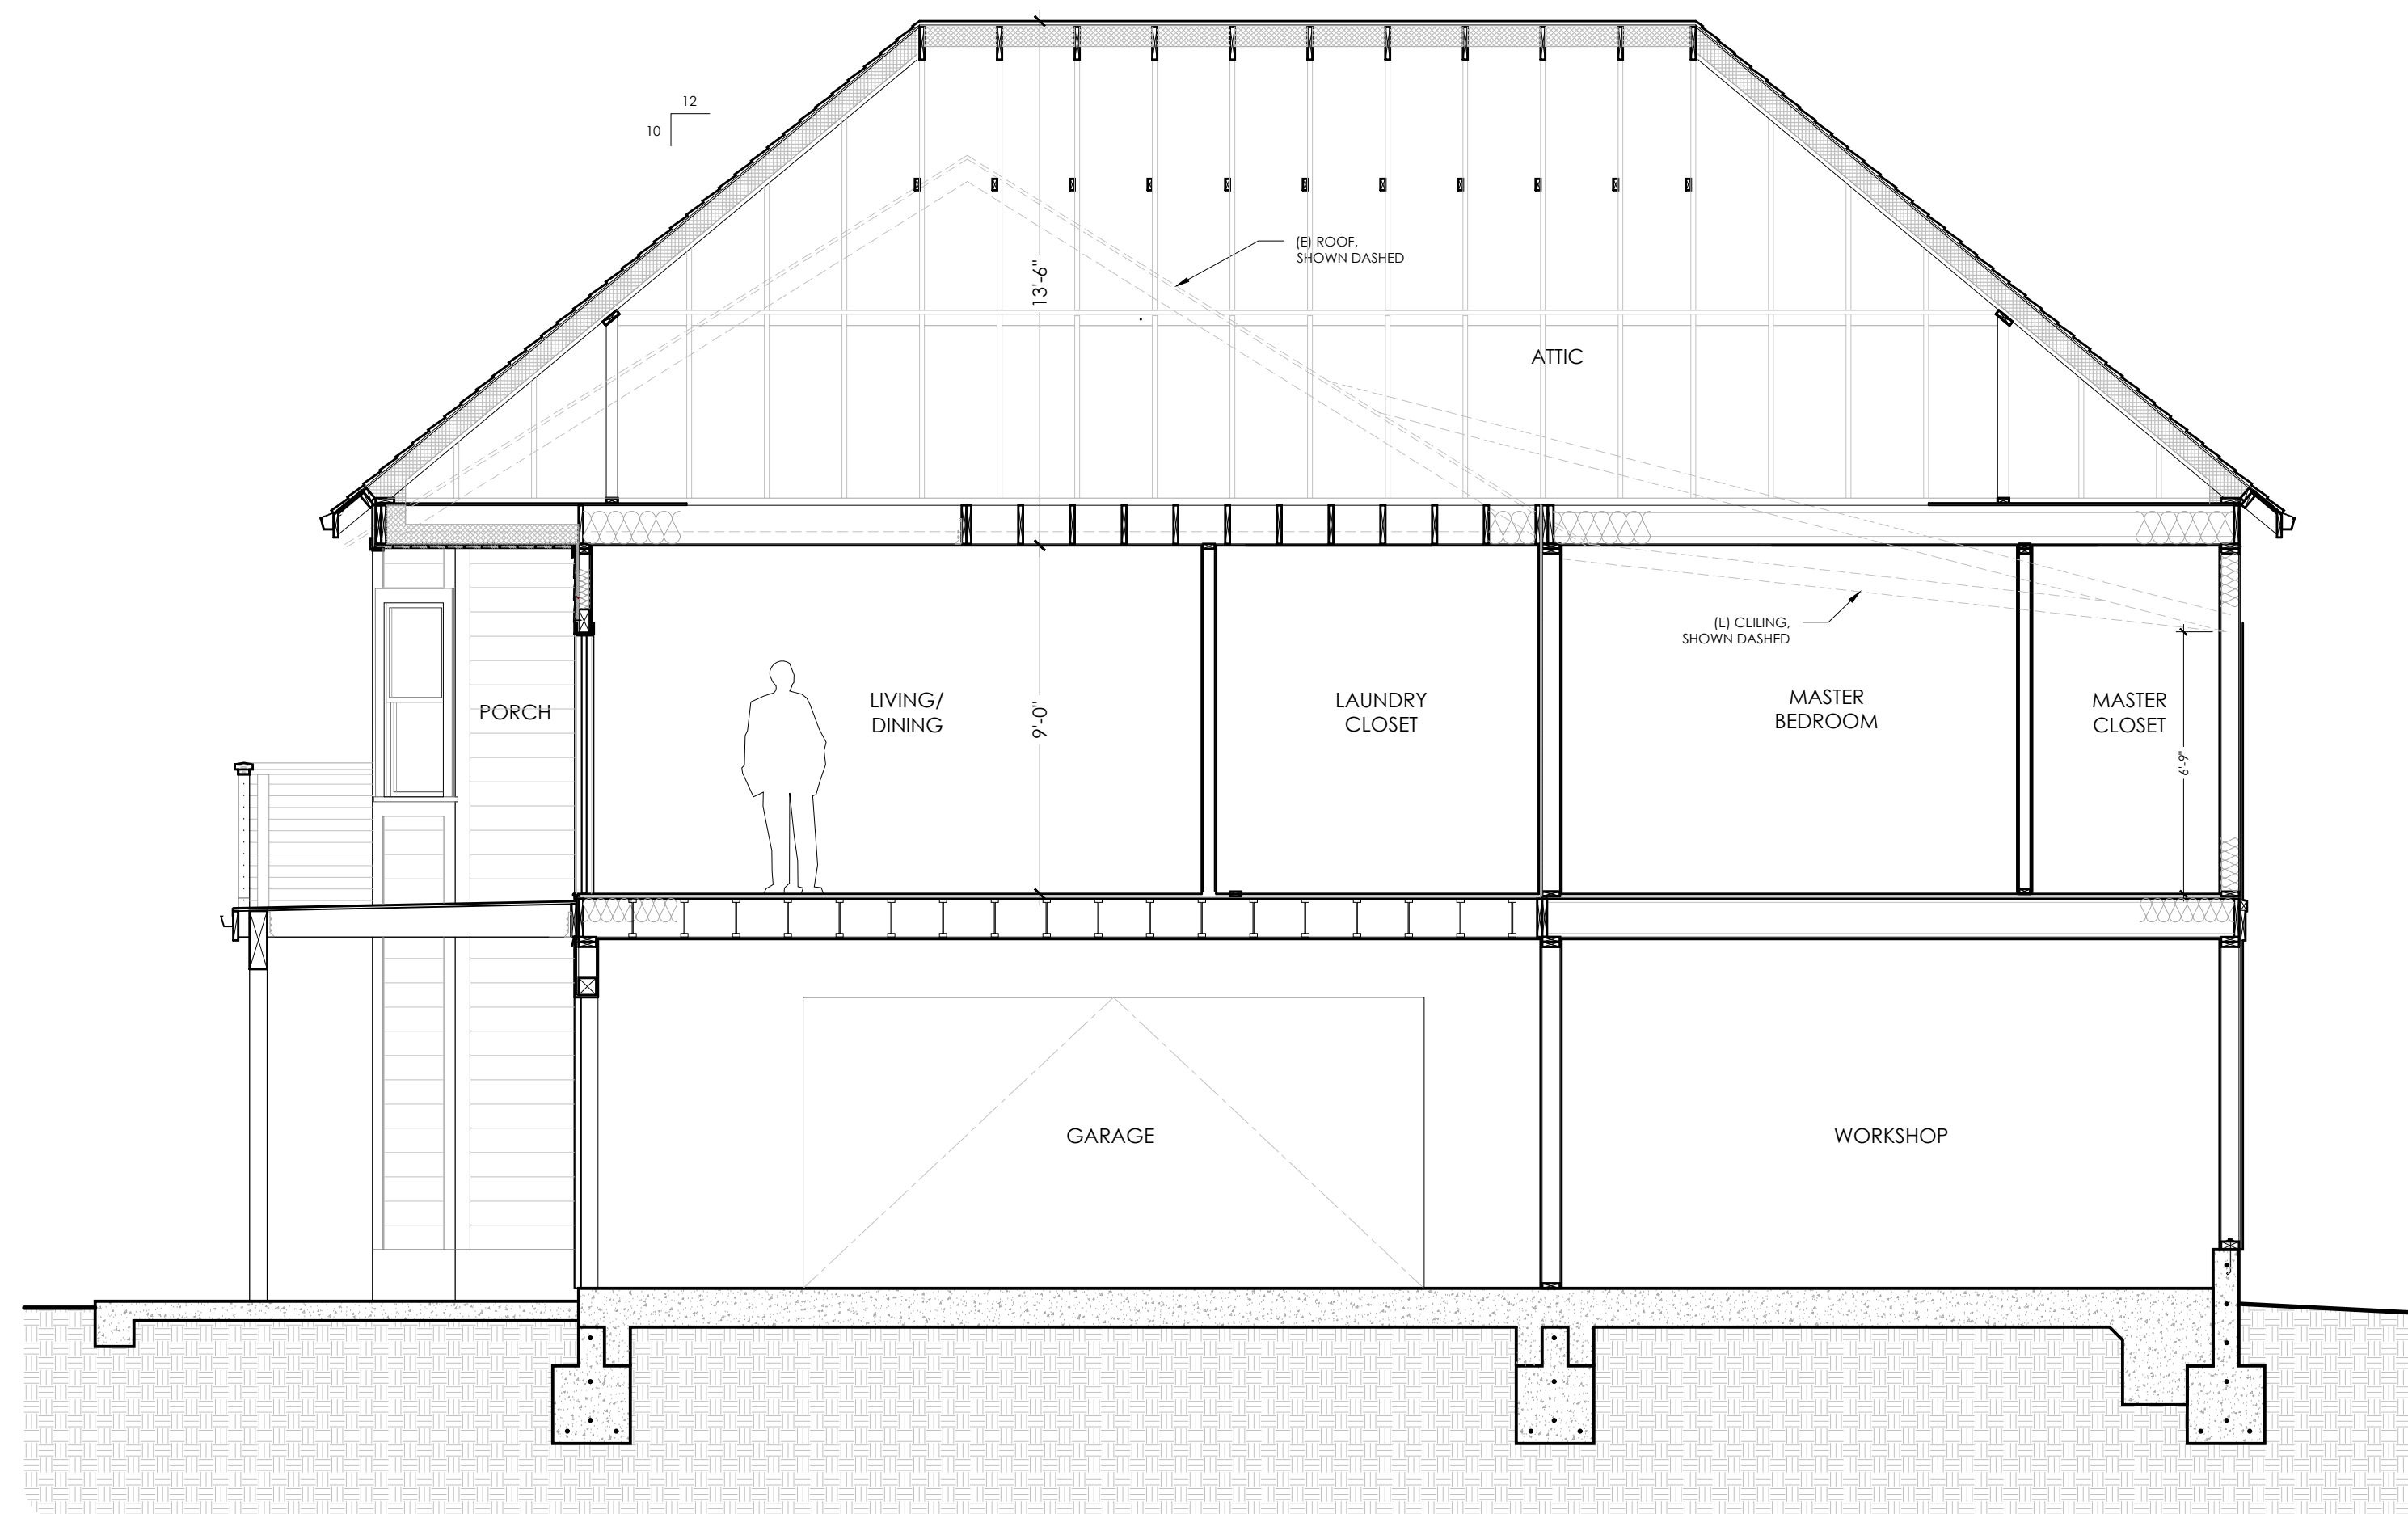 12
10
13'-6"
(E) ROOF,
SHOWN DASHED
ATTIC
(E) CEILING,
SHOWN DASHED
PORCH
LIVING/
DINING
9'-0"
LAUNDRY
CLOSET
MASTER
BEDROOM
MASTER
CLOSET
6'-9"
GARAGE
WORKSHOP